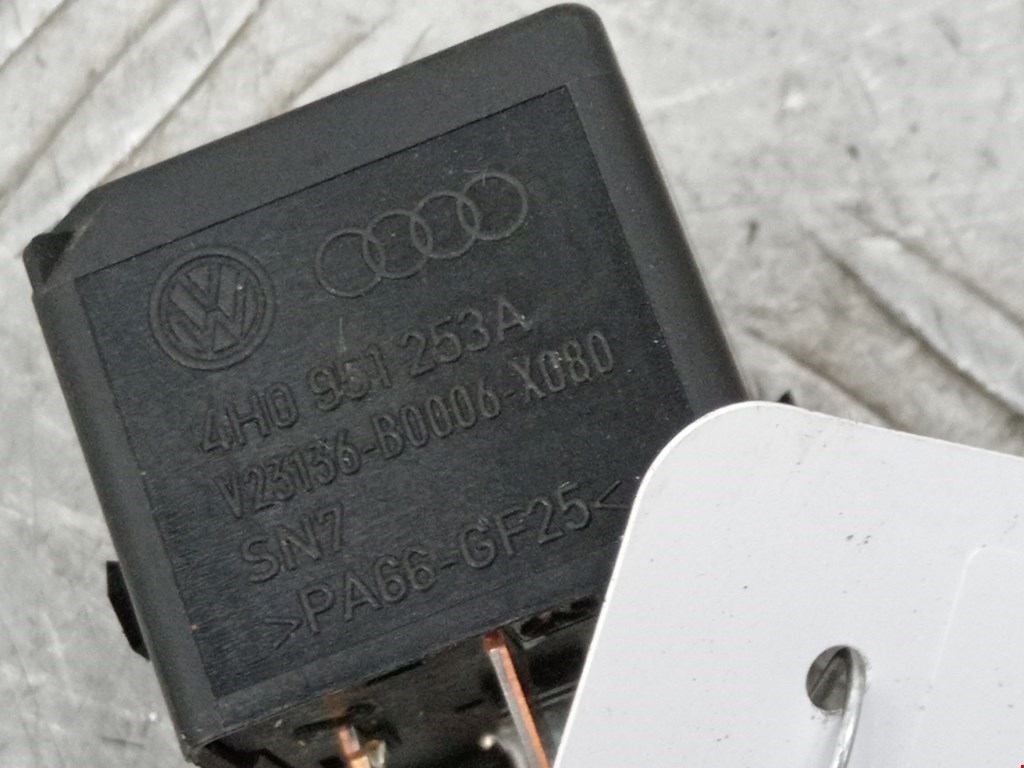 4H0 951 253A
V23136-B0006-X080
SN7
>PA66-GF25<